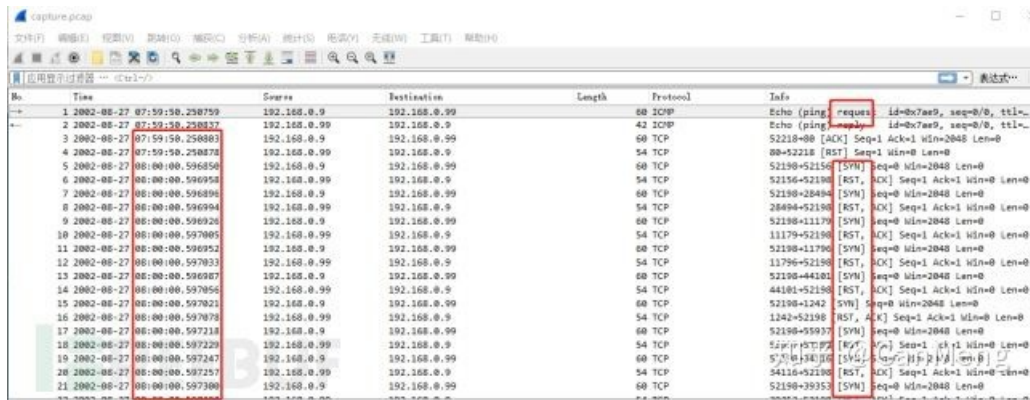 capture.pcap
文件(F) 编辑(E) 视图(V) 跳转(G) 捕获(C) 分析(A) 统计(S) 电话(Y) 无线(W) 工具(T) 帮助(H)
应用显示过滤器 … <Ctrl-/> 表达式…
No. Time Source Destination Length Protocol Info
1 2002-08-27 07:59:50.250759 192.168.0.9 192.168.0.99 60 ICMP Echo (ping) request id=0x7ae9, seq=0/0, ttl=…
2 2002-08-27 07:59:50.250837 192.168.0.99 192.168.0.9 42 ICMP Echo (ping) reply id=0x7ae9, seq=0/0, ttl=…
3 2002-08-27 07:59:50.250803 192.168.0.9 192.168.0.99 60 TCP 52218→80 [ACK] Seq=1 Ack=1 Win=2048 Len=0
4 2002-08-27 07:59:50.250878 192.168.0.99 192.168.0.9 54 TCP 80→52218 [RST] Seq=1 Win=0 Len=0
5 2002-08-27 08:00:00.596850 192.168.0.9 192.168.0.99 60 TCP 52198→52156 [SYN] Seq=0 Win=2048 Len=0
6 2002-08-27 08:00:00.596958 192.168.0.99 192.168.0.9 54 TCP 52156→52198 [RST, ACK] Seq=1 Ack=1 Win=0 Len=0
7 2002-08-27 08:00:00.596896 192.168.0.9 192.168.0.99 60 TCP 52198→28494 [SYN] Seq=0 Win=2048 Len=0
8 2002-08-27 08:00:00.596994 192.168.0.99 192.168.0.9 54 TCP 28494→52198 [RST, ACK] Seq=1 Ack=1 Win=0 Len=0
9 2002-08-27 08:00:00.596926 192.168.0.9 192.168.0.99 60 TCP 52198→11179 [SYN] Seq=0 Win=2048 Len=0
10 2002-08-27 08:00:00.597005 192.168.0.99 192.168.0.9 54 TCP 11179→52198 [RST, ACK] Seq=1 Ack=1 Win=0 Len=0
11 2002-08-27 08:00:00.596952 192.168.0.9 192.168.0.99 60 TCP 52198→11796 [SYN] Seq=0 Win=2048 Len=0
12 2002-08-27 08:00:00.597033 192.168.0.99 192.168.0.9 54 TCP 11796→52198 [RST, ACK] Seq=1 Ack=1 Win=0 Len=0
13 2002-08-27 08:00:00.596987 192.168.0.9 192.168.0.99 60 TCP 52198→44101 [SYN] Seq=0 Win=2048 Len=0
14 2002-08-27 08:00:00.597056 192.168.0.99 192.168.0.9 54 TCP 44101→52198 [RST, ACK] Seq=1 Ack=1 Win=0 Len=0
15 2002-08-27 08:00:00.597021 192.168.0.9 192.168.0.99 60 TCP 52198→1242 [SYN] Seq=0 Win=2048 Len=0
16 2002-08-27 08:00:00.597078 192.168.0.99 192.168.0.9 54 TCP 1242→52198 [RST, ACK] Seq=1 Ack=1 Win=0 Len=0
17 2002-08-27 08:00:00.597218 192.168.0.9 192.168.0.99 60 TCP 52198→55937 [SYN] Seq=0 Win=2048 Len=0
18 2002-08-27 08:00:00.597229 192.168.0.99 192.168.0.9 54 TCP [RST, ACK] Seq=1 Ack=1 Win=0 Len=0
19 2002-08-27 08:00:00.597247 192.168.0.9 192.168.0.99 60 TCP [SYN]
20 2002-08-27 08:00:00.597257 192.168.0.99 192.168.0.9 54 TCP 34116→52198 [RST, ACK] Seq=1 Ack=1 Win=0 Len=0
21 2002-08-27 08:00:00.597300 192.168.0.9 192.168.0.99 60 TCP 52198→39353 [SYN] Seq=0 Win=2048 Len=0
知乎 @CanMeng